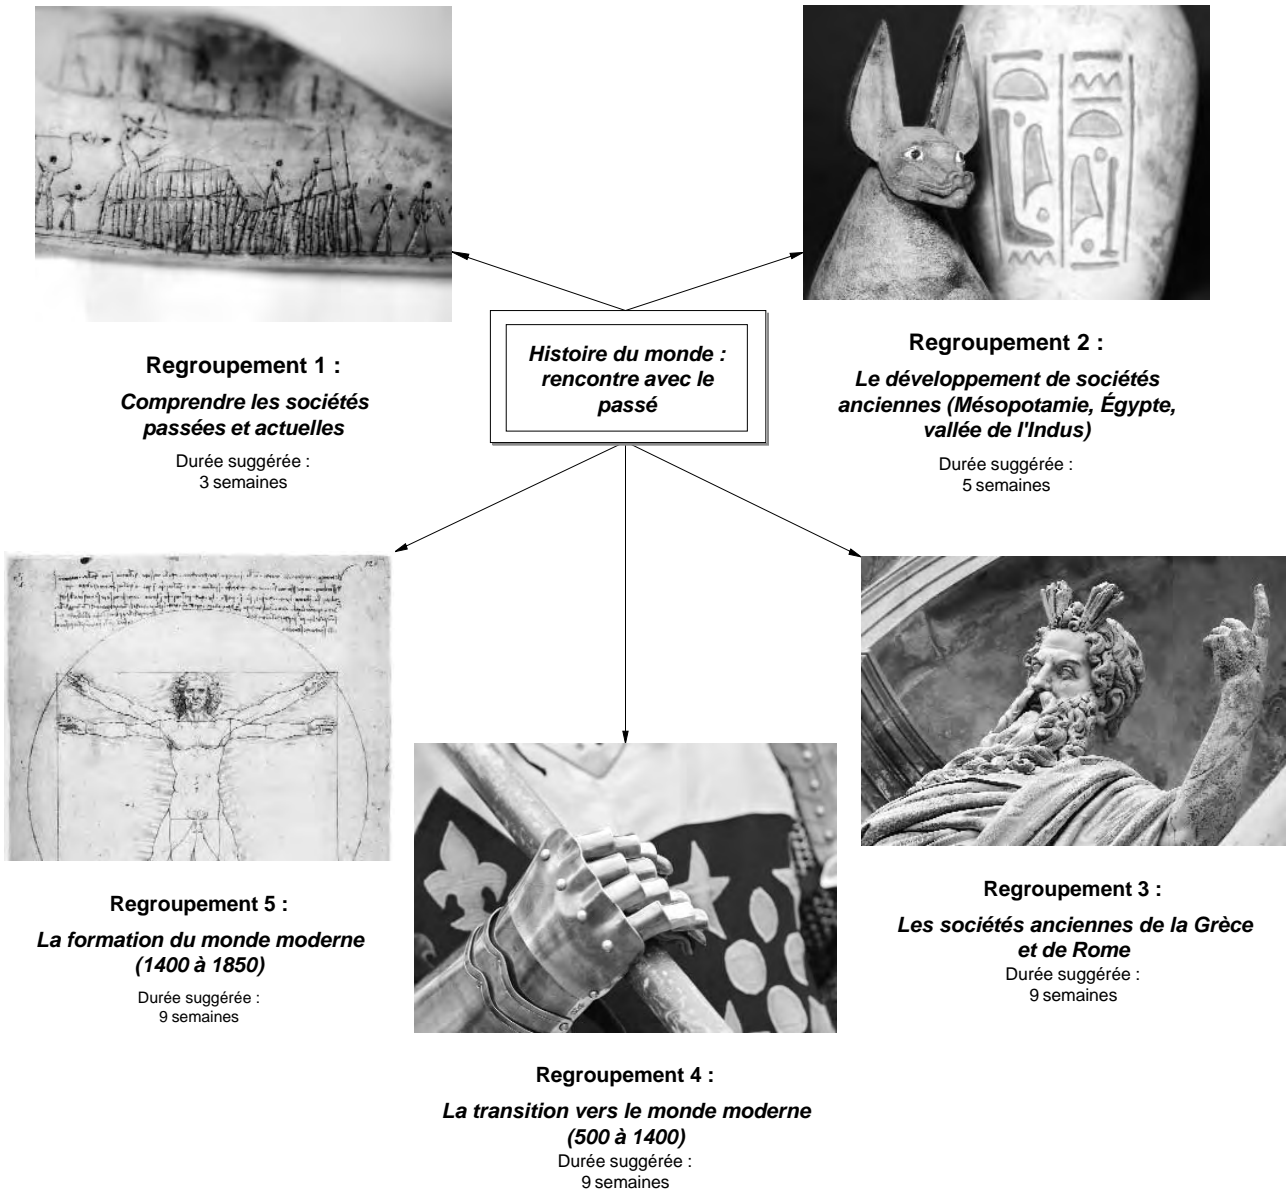 Histoire du monde :
rencontre avec le
passé
Regroupement 1 :
Comprendre les sociétés
passées et actuelles
Durée suggérée :
3 semaines
Regroupement 2 :
Le développement de sociétés
anciennes (Mésopotamie, Égypte,
vallée de l'Indus)
Durée suggérée :
5 semaines
Regroupement 3 :
Les sociétés anciennes de la Grèce
et de Rome
Durée suggérée :
9 semaines
Regroupement 4 :
La transition vers le monde moderne
(500 à 1400)
Durée suggérée :
9 semaines
Regroupement 5 :
La formation du monde moderne
(1400 à 1850)
Durée suggérée :
9 semaines